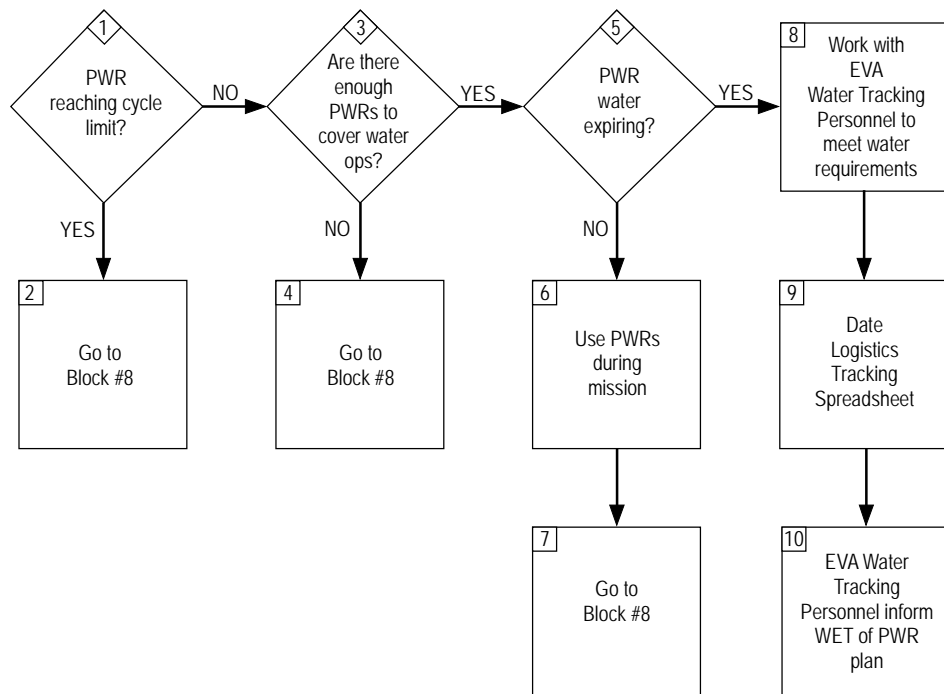 1
PWR
reaching cycle
limit?
NO
YES
2
Go to
Block #8
3
Are there
enough
PWRs to
cover water
ops?
YES
NO
4
Go to
Block #8
5
PWR
water
expiring?
YES
NO
6
Use PWRs
during
mission
7
Go to
Block #8
8
Work with
EVA
Water Tracking
Personnel to
meet water
requirements
9
Date
Logistics
Tracking
Spreadsheet
10
EVA Water
Tracking
Personnel inform
WET of PWR
plan